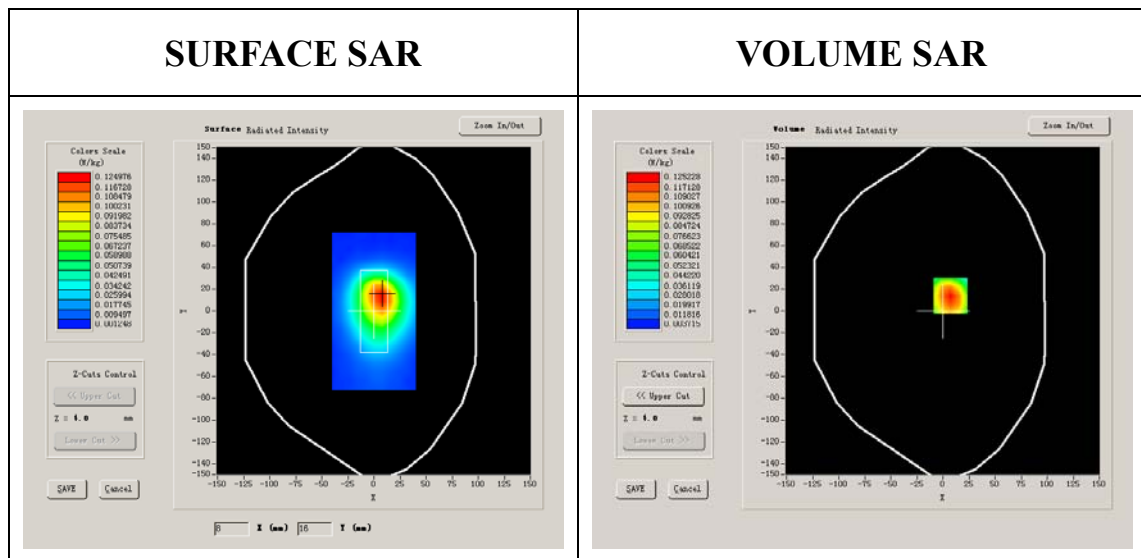 SURFACE SAR
VOLUME SAR
Surface Radiated Intensity
Zoom In/Out
Colors Scale
(W/kg)
0.124976
0.116728
0.108479
0.100231
0.091982
0.083734
0.075485
0.067237
0.058988
0.050739
0.042491
0.034242
0.025994
0.017745
0.009497
0.001248
150
140
120
100
80
60
40
20
0
-20
-40
-60
-80
-100
-120
-140
-150
Y
-150 -125 -100 -75 -50 -25 0 25 50 75 100 125 150
X
Z-Cuts Control
<< Upper Cut
Z = 4.0 mm
Lower Cut >>
SAVE Cancel
8 X (mm) 16 Y (mm)
Volume Radiated Intensity
Zoom In/Out
Colors Scale
(W/kg)
0.125228
0.117128
0.109027
0.100926
0.092825
0.084724
0.076623
0.068522
0.060421
0.052321
0.044220
0.036119
0.028018
0.019917
0.011816
0.003715
150
140
120
100
80
60
40
20
0
-20
-40
-60
-80
-100
-120
-140
-150
Y
-150 -125 -100 -75 -50 -25 0 25 50 75 100 125 150
X
Z-Cuts Control
<< Upper Cut
Z = 4.0 mm
Lower Cut >>
SAVE Cancel